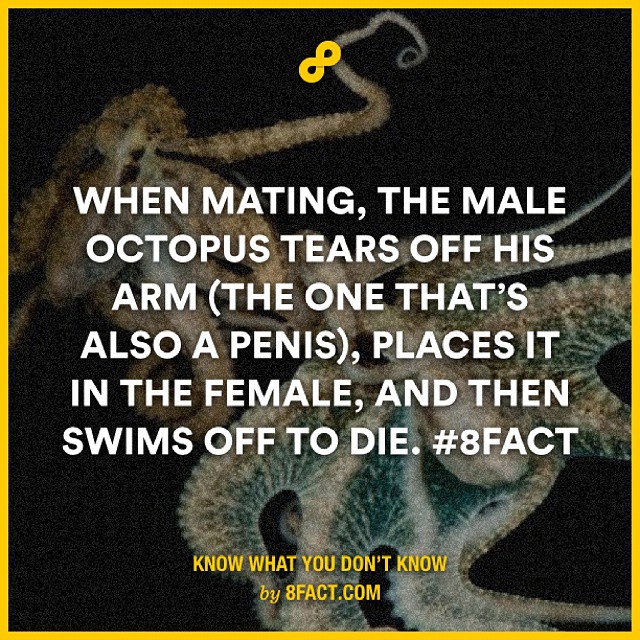 WHEN MATING, THE MALE
OCTOPUS TEARS OFF HIS
ARM (THE ONE THAT'S
ALSO A PENIS), PLACES IT
IN THE FEMALE, AND THEN
SWIMS OFF TO DIE. #8FACT
KNOW WHAT YOU DON'T KNOW
by 8FACT.COM